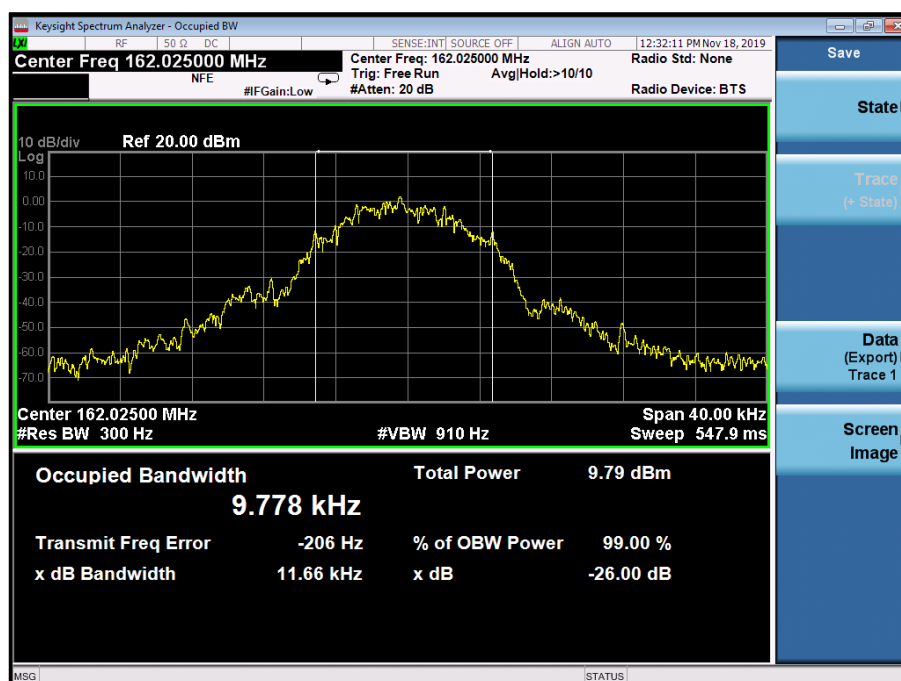 Keysight Spectrum Analyzer - Occupied BW
LXI RF 50 Ω DC SENSE:INT SOURCE OFF ALIGN AUTO 12:32:11 PM Nov 18, 2019
Center Freq 162.025000 MHz
NFE
#IFGain:Low
Center Freq: 162.025000 MHz
Trig: Free Run Avg|Hold:>10/10
#Atten: 20 dB
Radio Std: None
Radio Device: BTS
10 dB/div Ref 20.00 dBm
Log
10.0
0.00
-10.0
-20.0
-30.0
-40.0
-50.0
-60.0
-70.0
Center 162.02500 MHz Span 40.00 kHz
#Res BW 300 Hz #VBW 910 Hz Sweep 547.9 ms
Occupied Bandwidth Total Power 9.79 dBm
9.778 kHz
Transmit Freq Error -206 Hz % of OBW Power 99.00 %
x dB Bandwidth 11.66 kHz x dB -26.00 dB
MSG STATUS
Save
State
Trace
(+ State)
Data
(Export)
Trace 1
Screen
Image